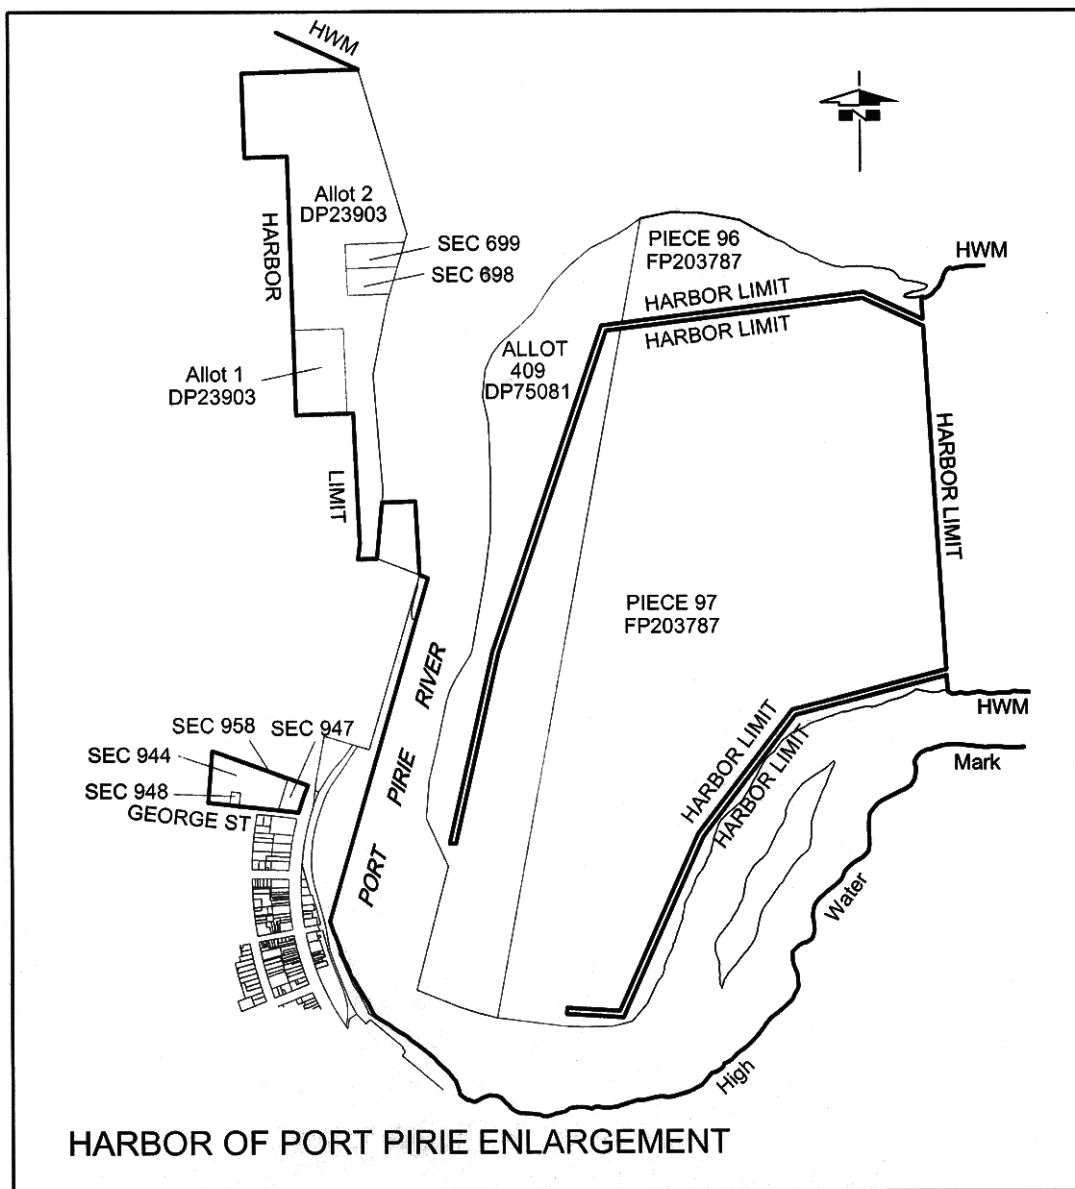 HWM
Allot 2
DP23903
HARBOR
SEC 699
SEC 698
Allot 1
DP23903
LIMIT
N
PIECE 96
FP203787
HWM
HARBOR LIMIT
HARBOR LIMIT
ALLOT
409
DP75081
HARBOR LIMIT
PIECE 97
FP203787
PORT PIRIE RIVER
SEC 958
SEC 947
SEC 944
SEC 948
GEORGE ST
HARBOR LIMIT
HARBOR LIMIT
HWM
High Water Mark
HARBOR OF PORT PIRIE ENLARGEMENT